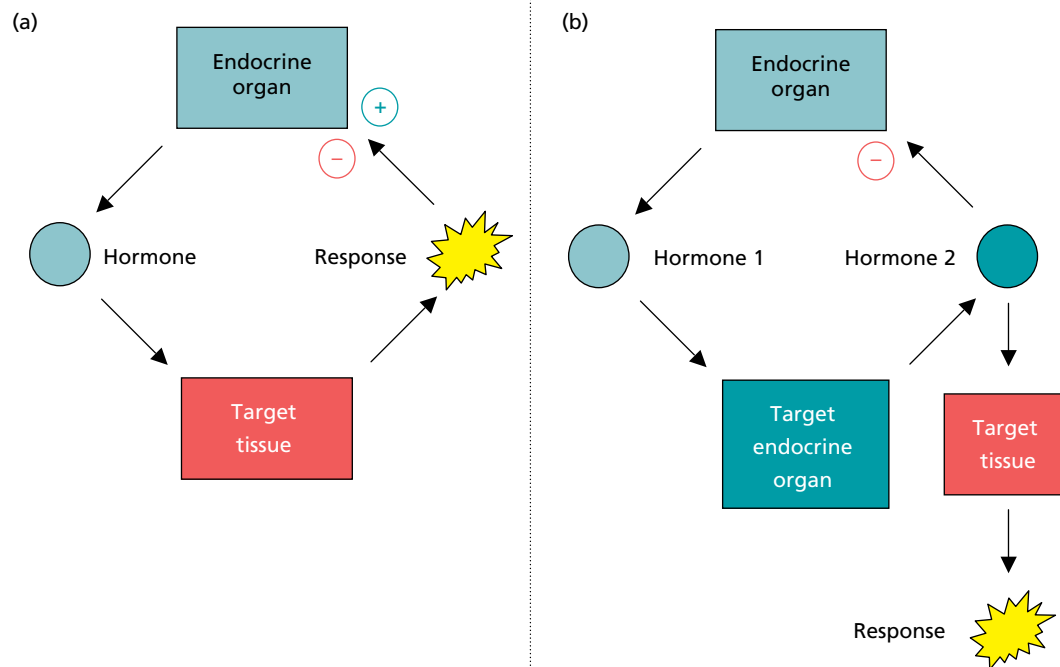 (a)
Endocrine
organ
+
−
Hormone
Response
Target
tissue
(b)
Endocrine
organ
−
Hormone 1
Hormone 2
Target
endocrine
organ
Target
tissue
Response